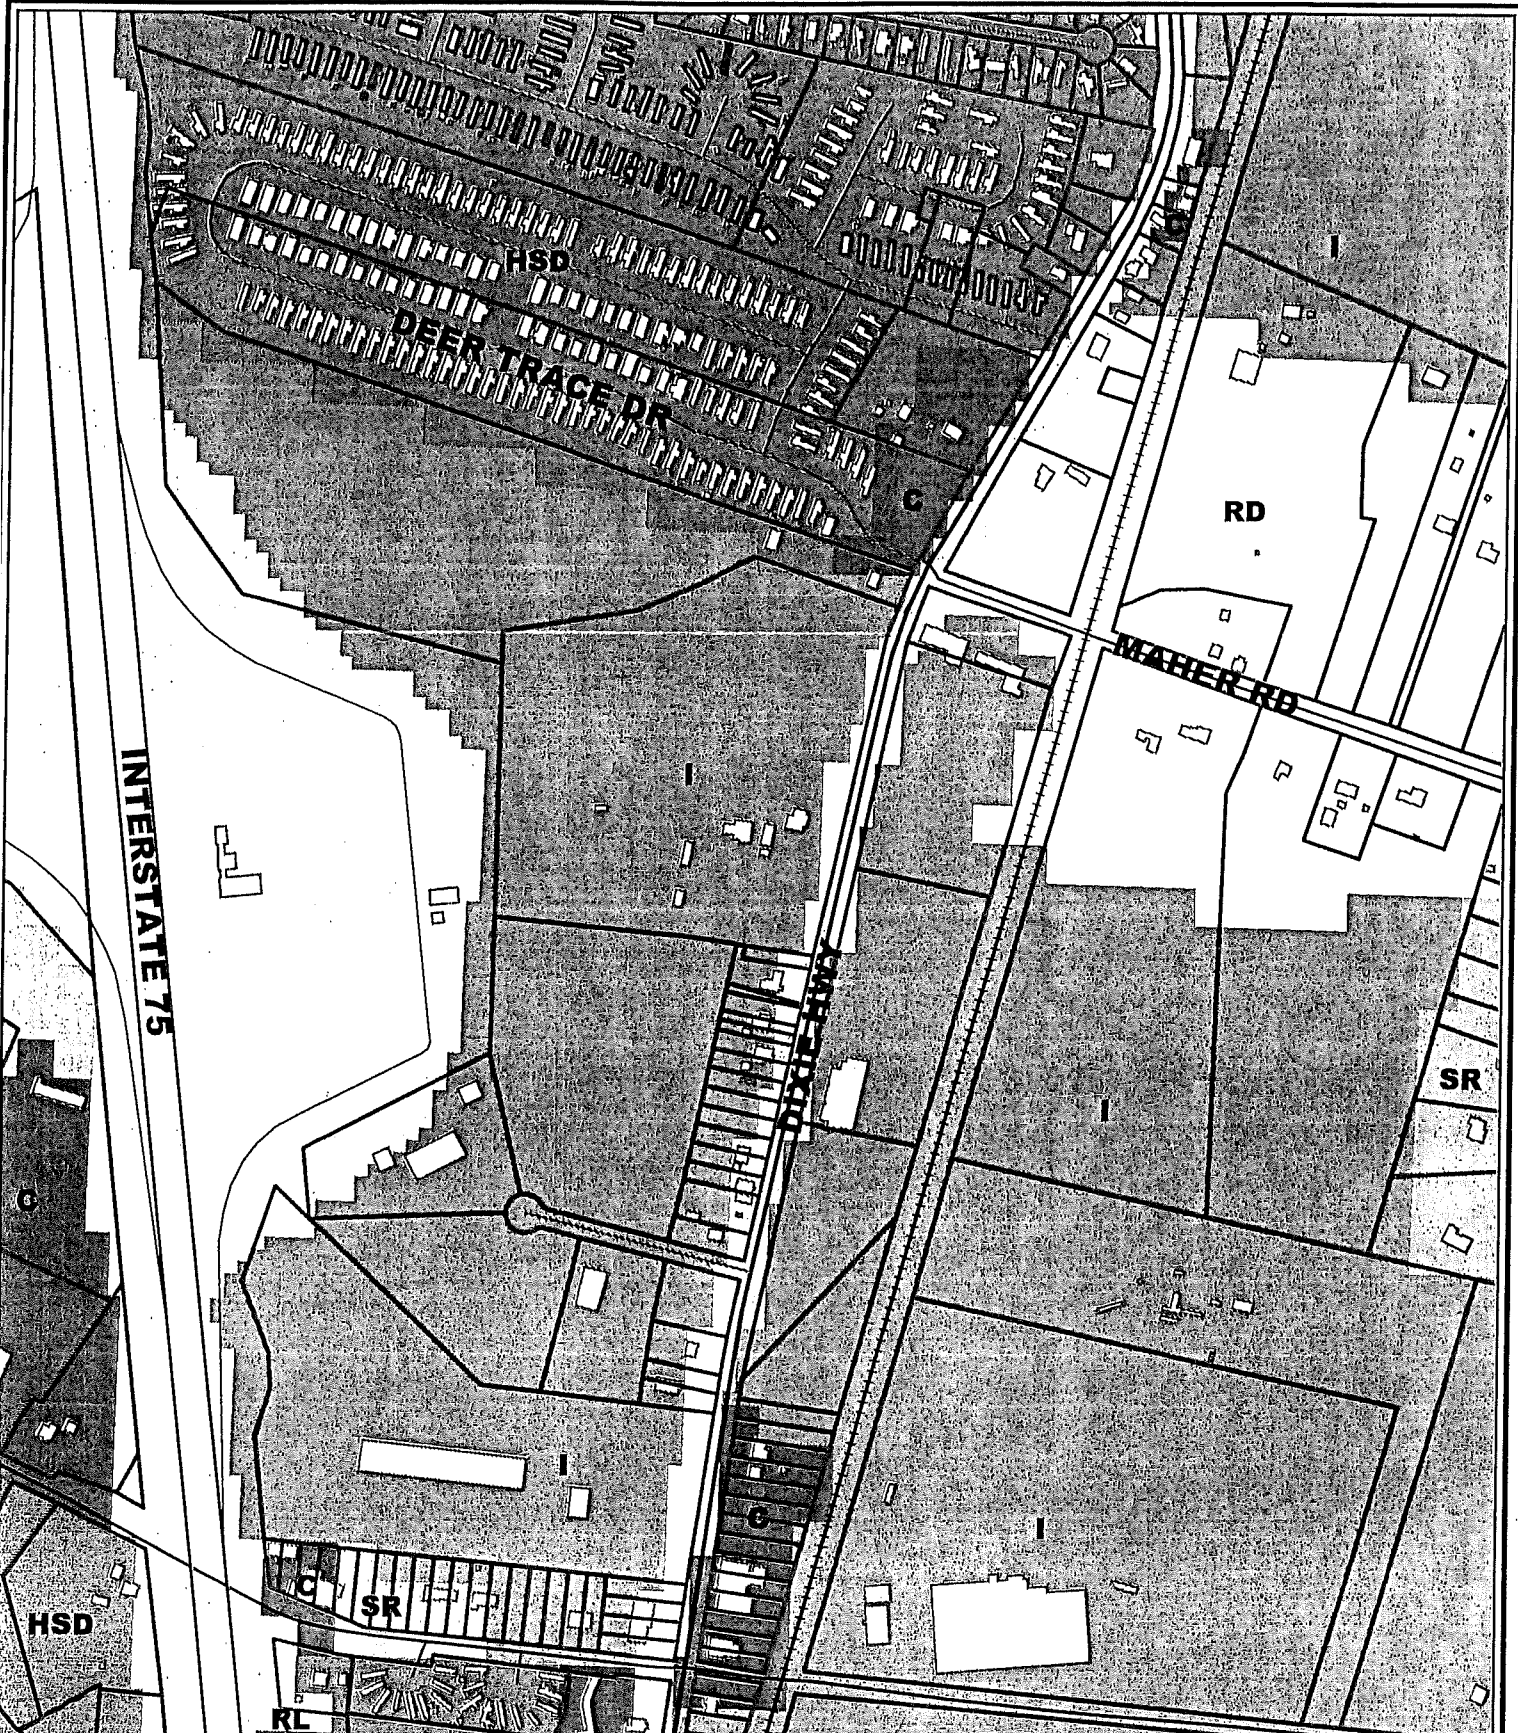 C
I
HSD
DEER TRACE DR
C
RD
MAHER RD
I
INTERSTATE 75
DIXIE HWY
SR
I
C
I
C
I
C
SR
HSD
RL